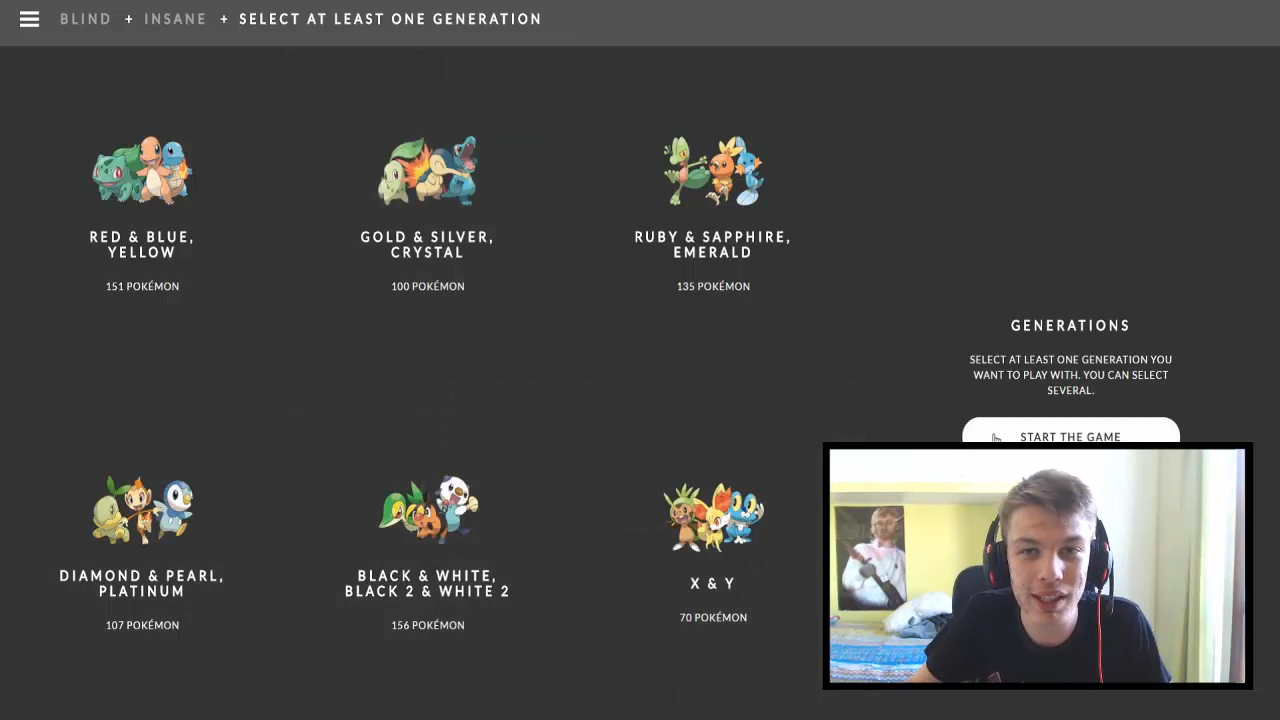 BLIND + INSANE + SELECT AT LEAST ONE GENERATION
RED & BLUE,
YELLOW
151 POKÉMON
GOLD & SILVER,
CRYSTAL
100 POKÉMON
RUBY & SAPPHIRE,
EMERALD
135 POKÉMON
GENERATIONS
SELECT AT LEAST ONE GENERATION YOU
WANT TO PLAY WITH. YOU CAN SELECT
SEVERAL.
START THE GAME
DIAMOND & PEARL,
PLATINUM
107 POKÉMON
BLACK & WHITE,
BLACK 2 & WHITE 2
156 POKÉMON
X & Y
70 POKÉMON